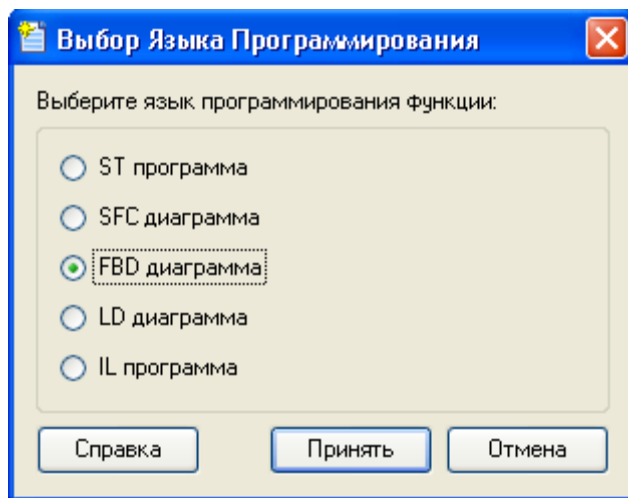 Выбор Языка Программирования
Выберите язык программирования функции:
ST программа
SFC диаграмма
FBD диаграмма
LD диаграмма
IL программа
Справка
Принять
Отмена